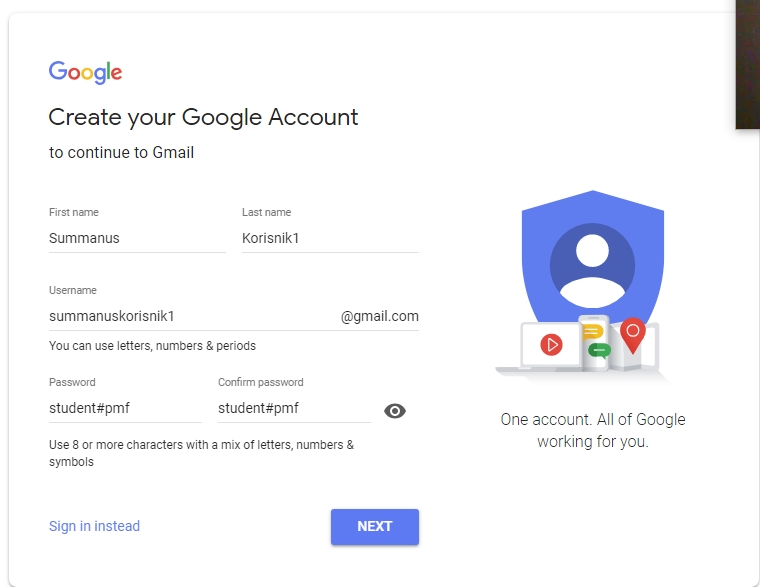 Google
Create your Google Account
to continue to Gmail
First name
Last name
Summanus
Korisnik1
Username
summanuskorisnik1
@gmail.com
You can use letters, numbers & periods
Password
Confirm password
student#pmf
student#pmf
Use 8 or more characters with a mix of letters, numbers &
symbols
Sign in instead
NEXT
One account. All of Google
working for you.